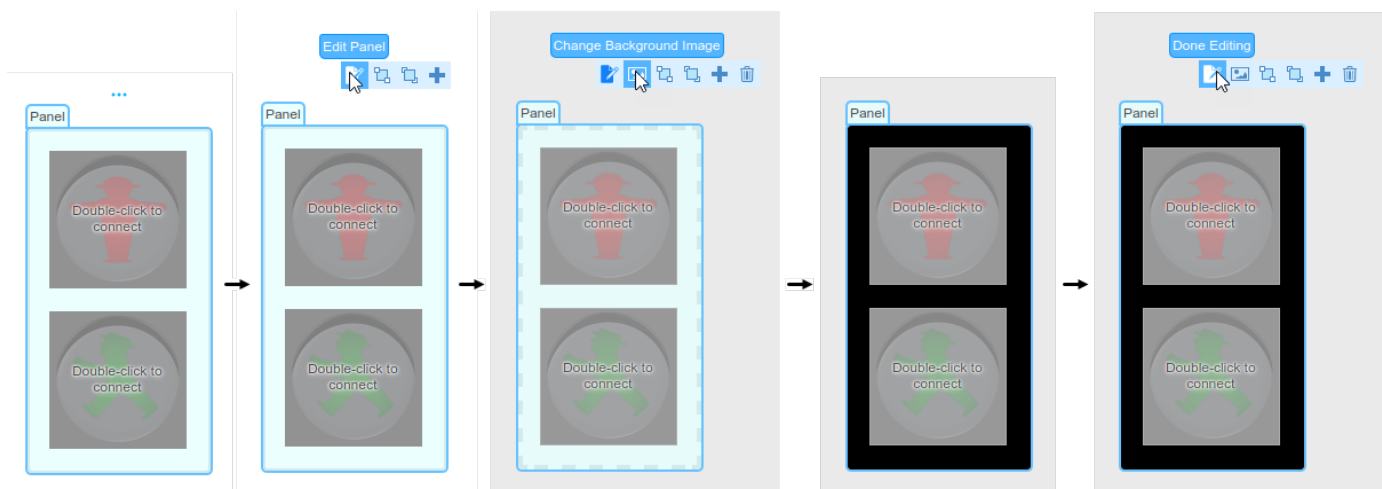 ...
Panel
Double-click to
connect
Double-click to
connect
Edit Panel
Panel
Double-click to
connect
Double-click to
connect
Change Background Image
Panel
Double-click to
connect
Double-click to
connect
Panel
Double-click to
connect
Double-click to
connect
Done Editing
Panel
Double-click to
connect
Double-click to
connect